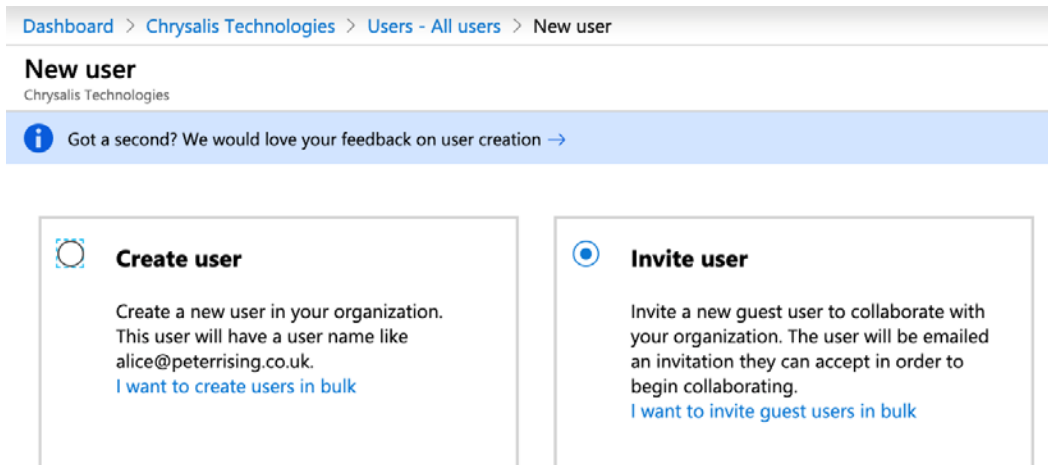 Dashboard > Chrysalis Technologies > Users - All users > New user
New user
Chrysalis Technologies
Got a second? We would love your feedback on user creation →
Create user
Create a new user in your organization.
This user will have a user name like
alice@peterrising.co.uk.
I want to create users in bulk
Invite user
Invite a new guest user to collaborate with
your organization. The user will be emailed
an invitation they can accept in order to
begin collaborating.
I want to invite guest users in bulk